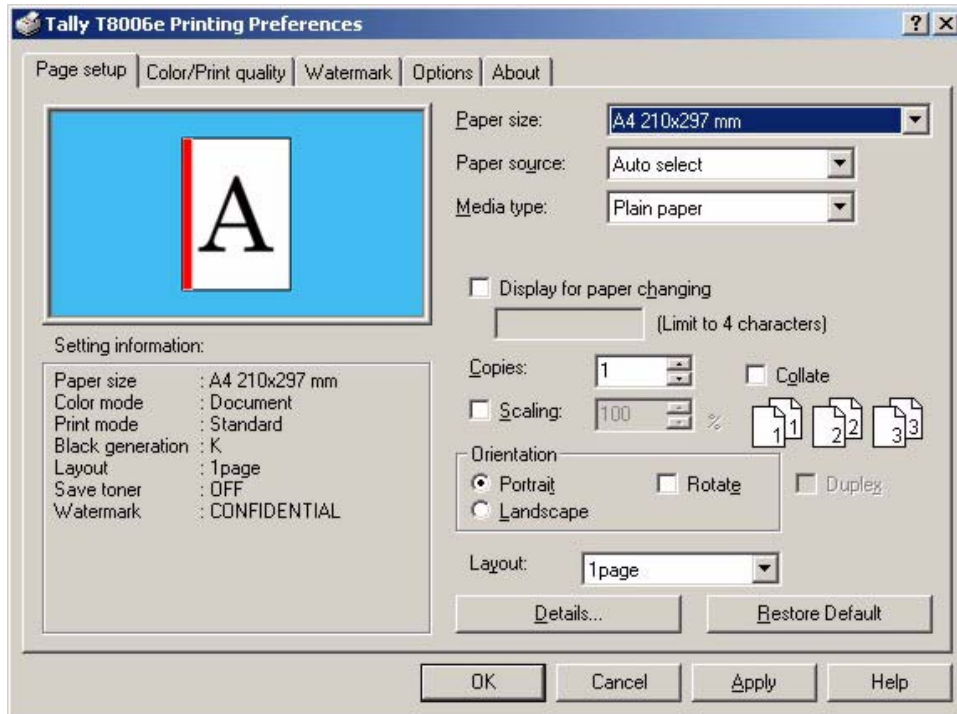 Tally T8006e Printing Preferences
Page setup
Color/Print quality
Watermark
Options
About
A
Setting information:
Paper size : A4 210x297 mm
Color mode : Document
Print mode : Standard
Black generation : K
Layout : 1page
Save toner : OFF
Watermark : CONFIDENTIAL
Paper size: A4 210x297 mm
Paper source: Auto select
Media type: Plain paper
Display for paper changing
(Limit to 4 characters)
Copies: 1
Collate
Scaling: 100 %
1 1 2 2 3 3
Orientation
Portrait
Rotate
Duplex
Landscape
Layout: 1page
Details...
Restore Default
OK
Cancel
Apply
Help